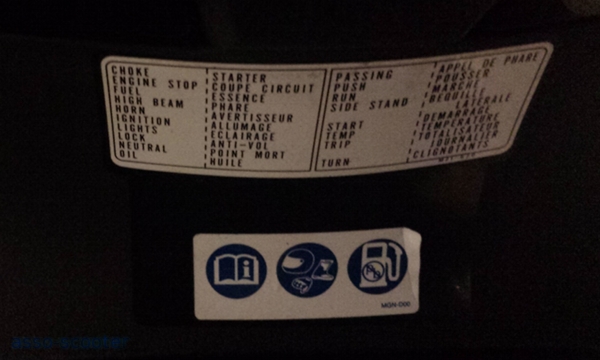 CHOKE STARTER
ENGINE STOP COUPE CIRCUIT
FUEL ESSENCE
HIGH BEAM PHARE
HORN AVERTISSEUR
IGNITION ALLUMAGE
LIGHTS ECLAIRAGE
LOCK ANTI-VOL
NEUTRAL POINT MORT
OIL HUILE
PASSING APPEL DE PHARE
PUSH POUSSER
RUN MARCHE
SIDE STAND BEQUILLE
LATERALE
START DEMARRAGE
TEMP TEMPERATURE
TRIP TOTALISATEUR
JOURNALIER
TURN CLIGNOTANTS